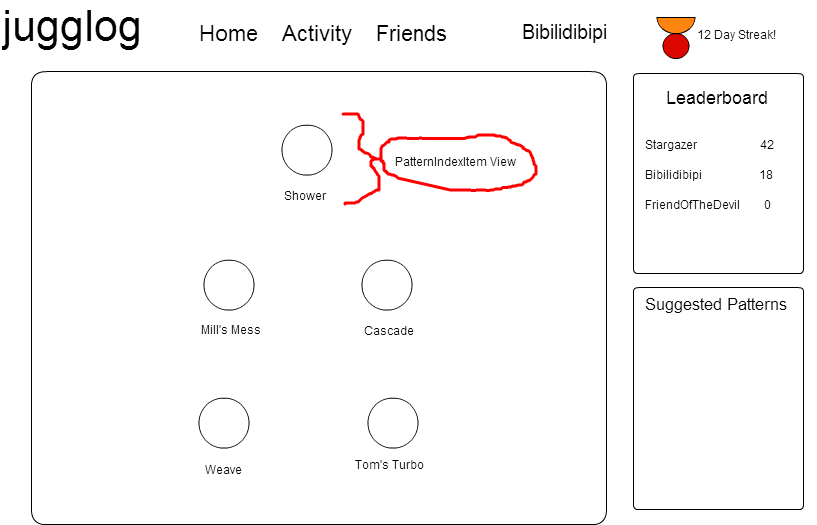 jugglog
Home Activity Friends
Bibilidibipi
12 Day Streak!
PatternIndexItem View
Shower
Mill's Mess
Cascade
Weave
Tom's Turbo
Leaderboard
Stargazer 42
Bibilidibipi 18
FriendOfTheDevil 0
Suggested Patterns